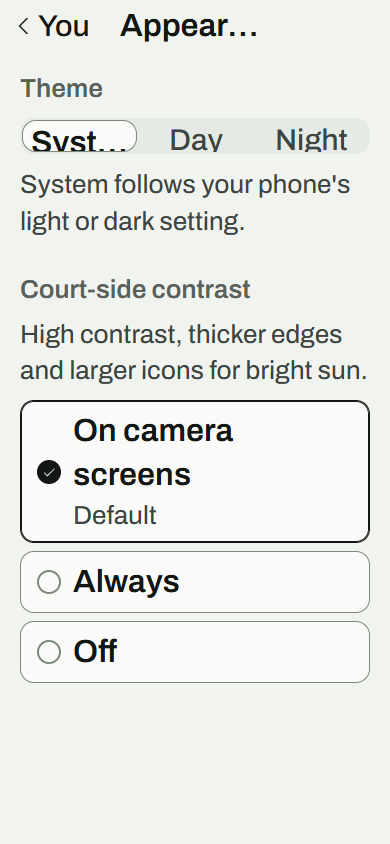 You Appear…
Theme
Syst… Day Night
System follows your phone's
light or dark setting.
Court-side contrast
High contrast, thicker edges
and larger icons for bright sun.
On camera
screens
Default
Always
Off